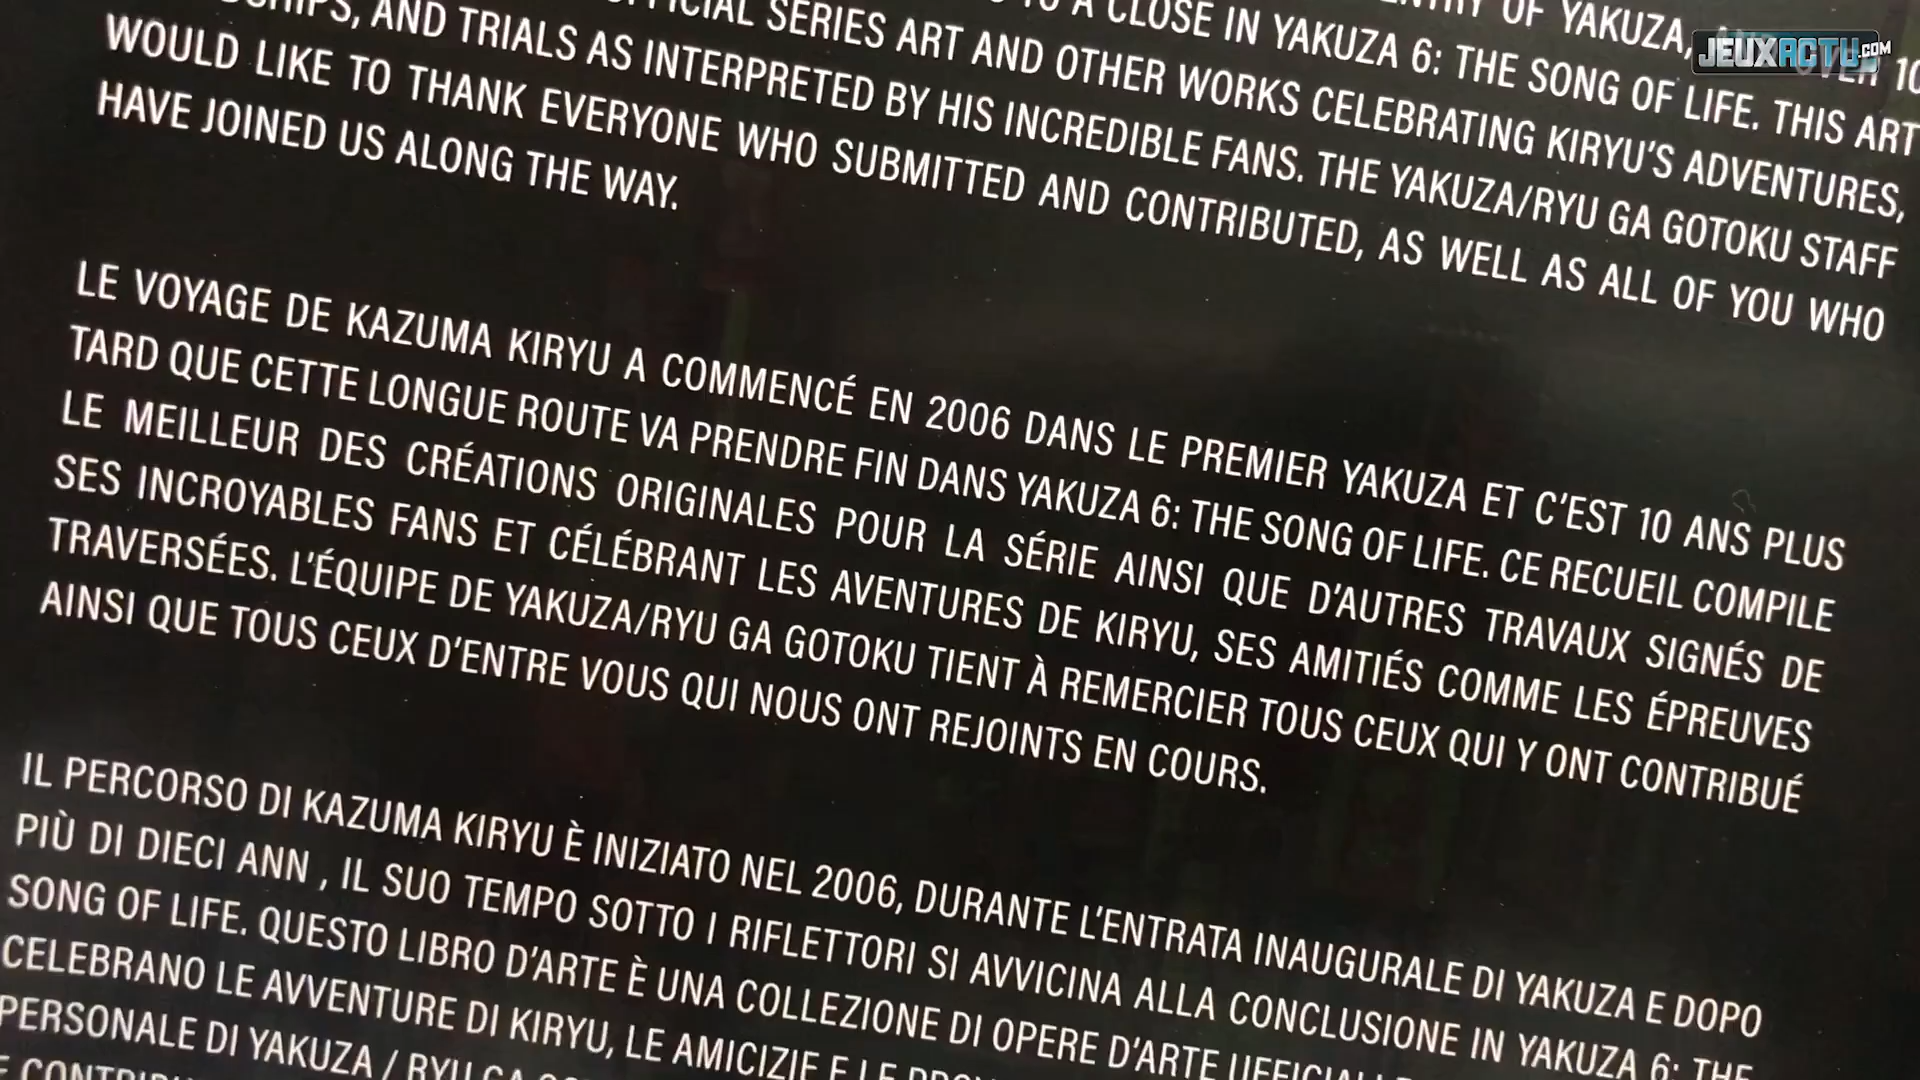 A CLOSE IN YAKUZA 6: THE SONG OF LIFE. THIS ART
SERIES ART AND OTHER WORKS CELEBRATING KIRYU'S ADVENTURES,
AND TRIALS AS INTERPRETED BY HIS INCREDIBLE FANS. THE YAKUZA/RYU GA GOTOKU STAFF
WOULD LIKE TO THANK EVERYONE WHO SUBMITTED AND CONTRIBUTED, AS WELL AS ALL OF YOU WHO
HAVE JOINED US ALONG THE WAY.
LE VOYAGE DE KAZUMA KIRYU A COMMENCÉ EN 2006 DANS LE PREMIER YAKUZA ET C'EST 10 ANS PLUS
TARD QUE CETTE LONGUE ROUTE VA PRENDRE FIN DANS YAKUZA 6: THE SONG OF LIFE. CE RECUEIL COMPILE
LE MEILLEUR DES CRÉATIONS ORIGINALES POUR LA SÉRIE AINSI QUE D'AUTRES TRAVAUX SIGNÉS DE
SES INCROYABLES FANS ET CÉLÉBRANT LES AVENTURES DE KIRYU, SES AMITIÉS COMME LES ÉPREUVES
TRAVERSÉES. L'ÉQUIPE DE YAKUZA/RYU GA GOTOKU TIENT À REMERCIER TOUS CEUX QUI Y ONT CONTRIBUÉ
AINSI QUE TOUS CEUX D'ENTRE VOUS QUI NOUS ONT REJOINTS EN COURS.
IL PERCORSO DI KAZUMA KIRYU È INIZIATO NEL 2006, DURANTE L'ENTRATA INAUGURALE DI YAKUZA E DOPO
PIÙ DI DIECI ANN , IL SUO TEMPO SOTTO I RIFLETTORI SI AVVICINA ALLA CONCLUSIONE IN YAKUZA 6: THE
SONG OF LIFE. QUESTO LIBRO D'ARTE È UNA COLLEZIONE DI OPERE D'ARTE UFFICIALI
CELEBRANO LE AVVENTURE DI KIRYU, LE AMICIZIE E LE
PERSONALE DI YAKUZA / RYU GA
JEUXACTU.COM